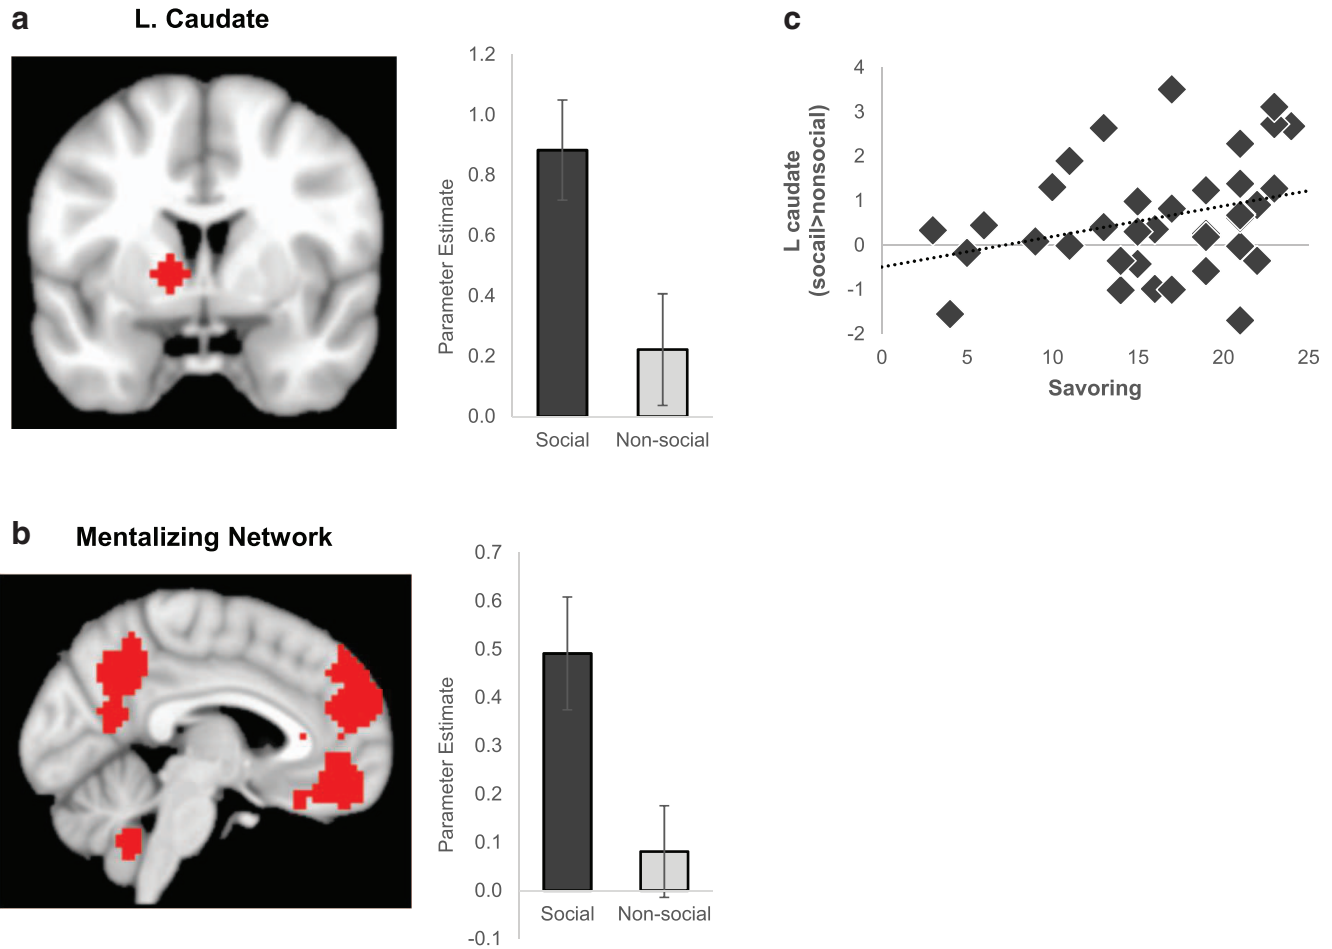 a
L. Caudate
1.2
1.0
0.8
0.6
0.4
0.2
0.0
Parameter Estimate
Social
Non-social
c
4
3
2
1
0
-1
-2
L caudate
(socail>nonsocial)
0
5
10
15
20
25
Savoring
b
Mentalizing Network
0.7
0.6
0.5
0.4
0.3
0.2
0.1
0.0
-0.1
Parameter Estimate
Social
Non-social